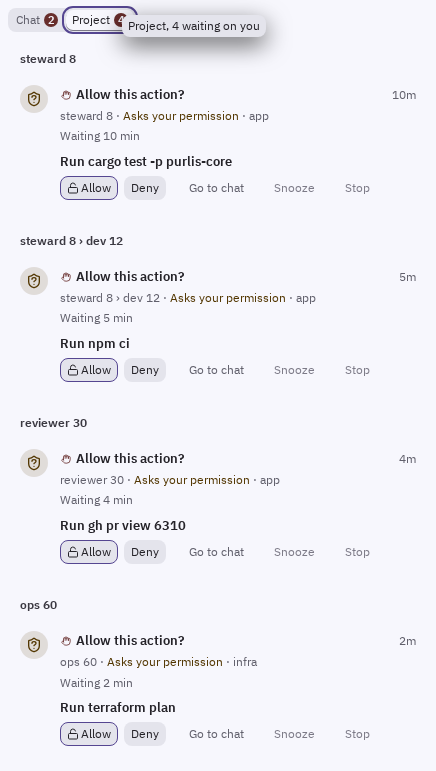 Chat 2 Project 4
Project, 4 waiting on you
steward 8
Allow this action? 10m
steward 8 · Asks your permission · app
Waiting 10 min
Run cargo test -p purlis-core
Allow Deny Go to chat Snooze Stop
steward 8 › dev 12
Allow this action? 5m
steward 8 › dev 12 · Asks your permission · app
Waiting 5 min
Run npm ci
Allow Deny Go to chat Snooze Stop
reviewer 30
Allow this action? 4m
reviewer 30 · Asks your permission · app
Waiting 4 min
Run gh pr view 6310
Allow Deny Go to chat Snooze Stop
ops 60
Allow this action? 2m
ops 60 · Asks your permission · infra
Waiting 2 min
Run terraform plan
Allow Deny Go to chat Snooze Stop